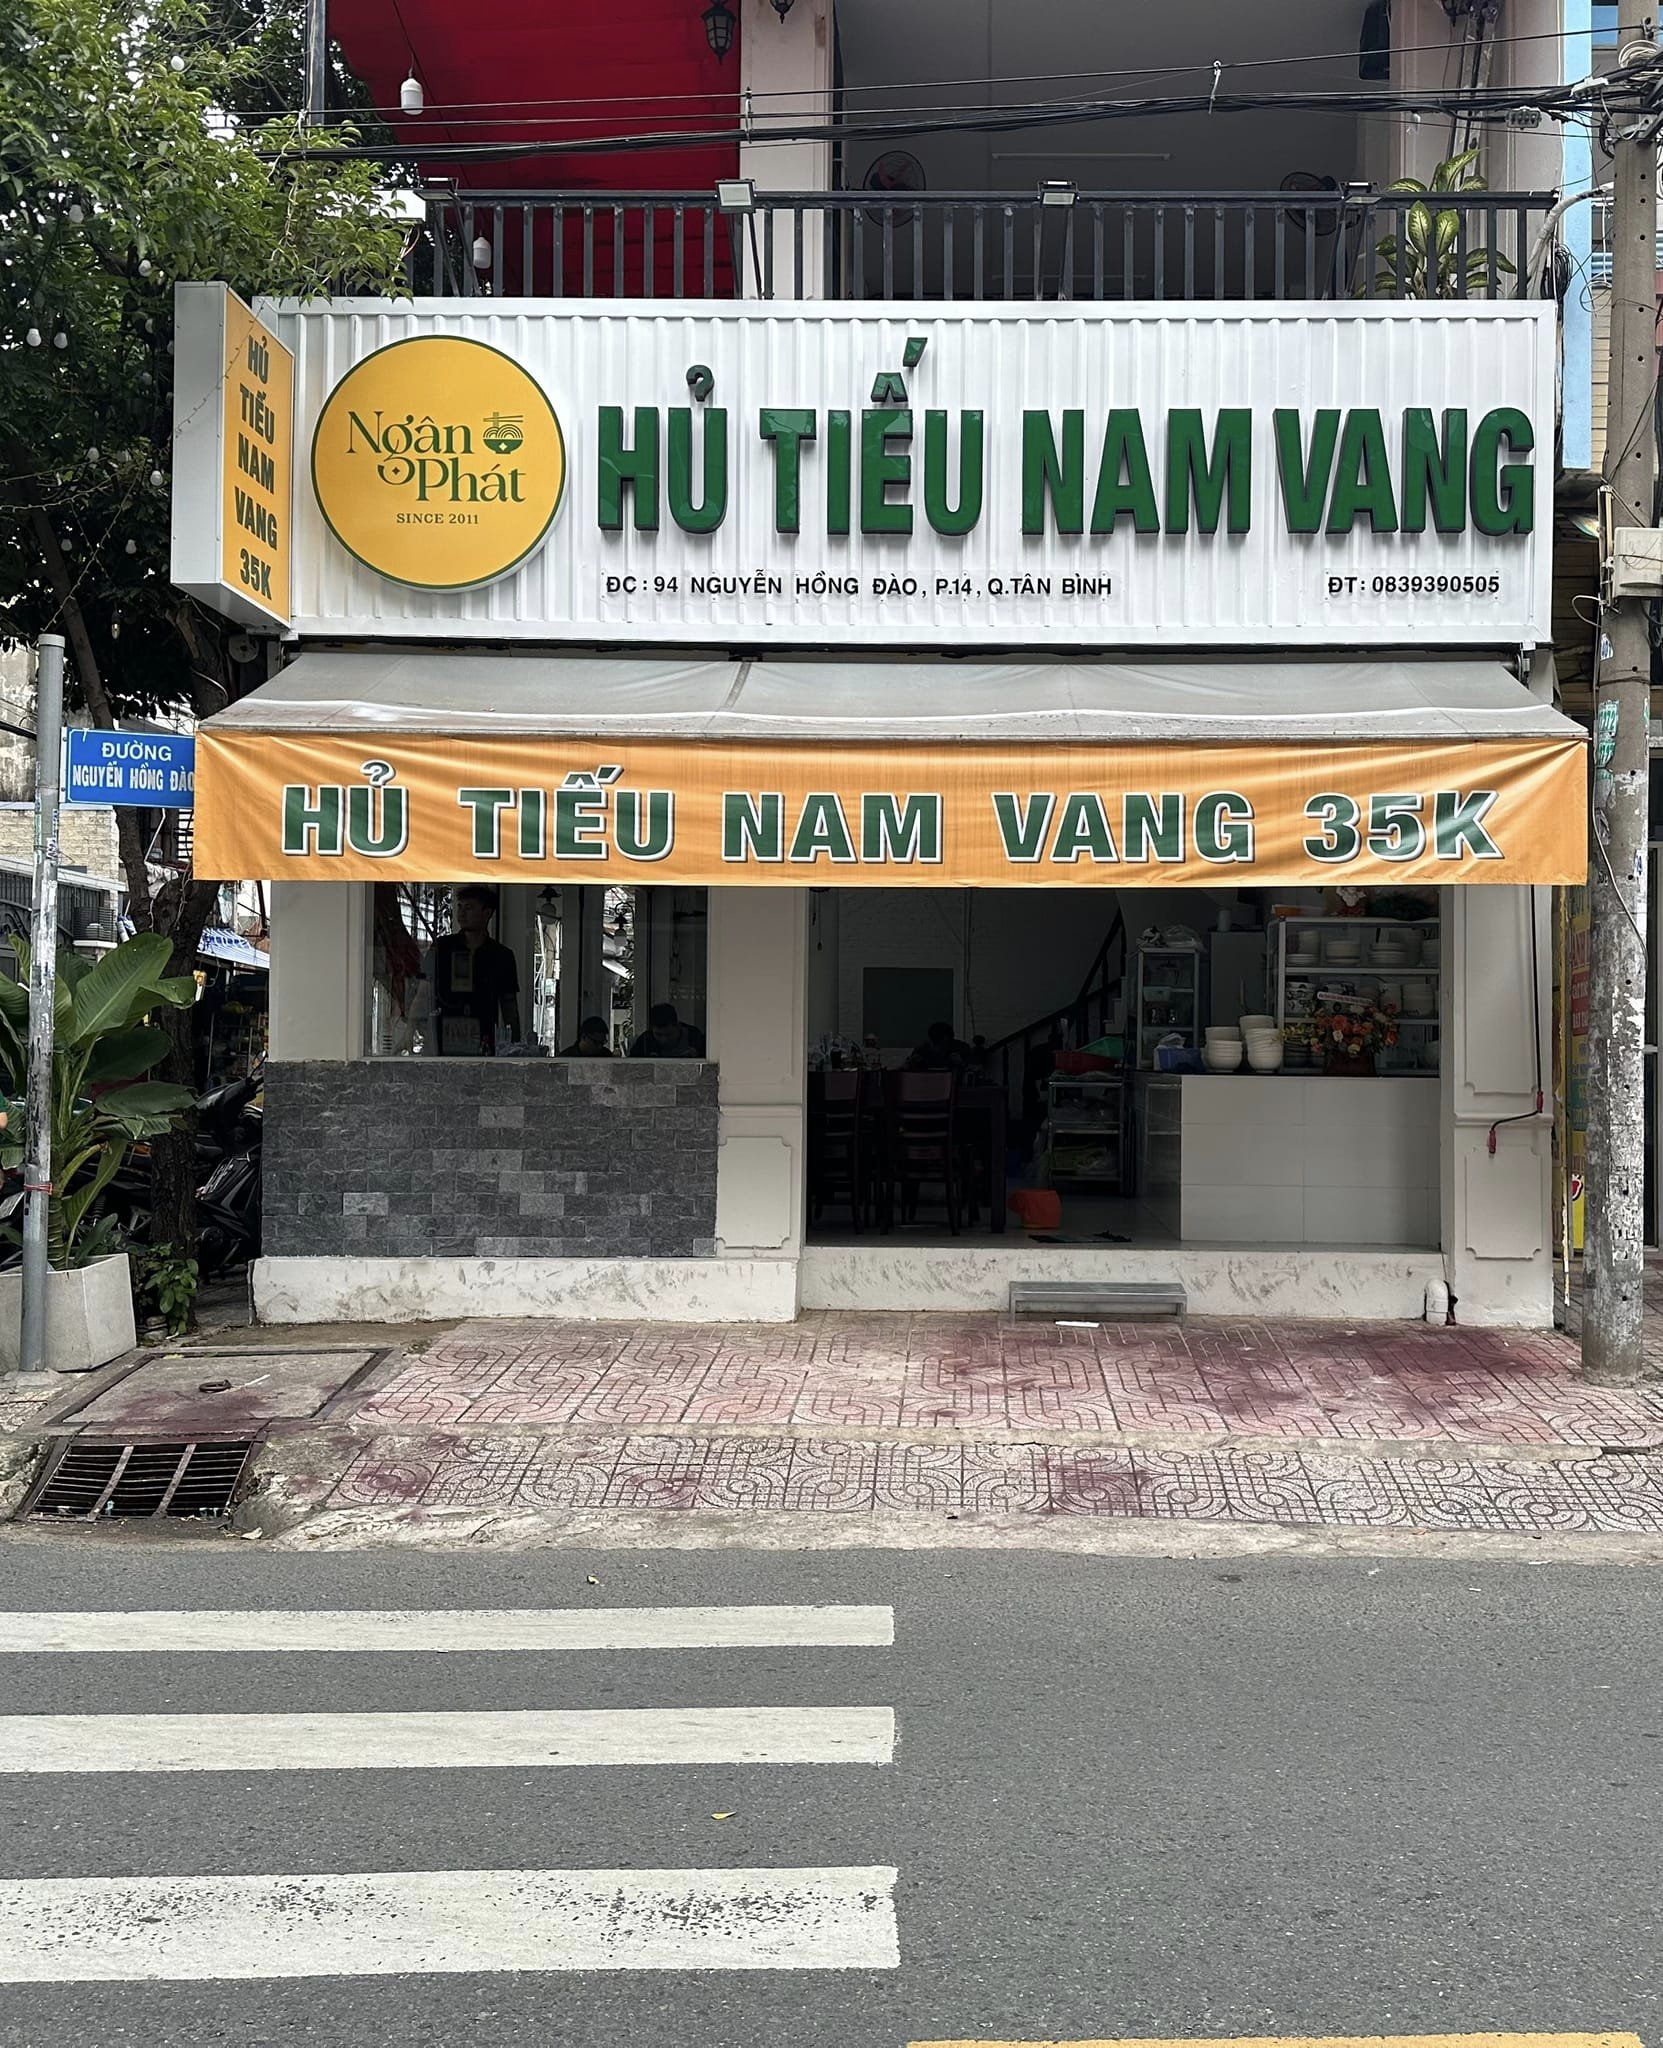 HỦ
TIẾU
NAM
VANG
35K
Ngân
Phát
SINCE 2011
HỦ TIẾU NAM VANG
ĐC : 94 NGUYỄN HỒNG ĐÀO, P.14, Q.TÂN BÌNH
ĐT: 0839390505
ĐƯỜNG
NGUYỄN HỒNG ĐÀO
HỦ TIẾU NAM VANG 35K